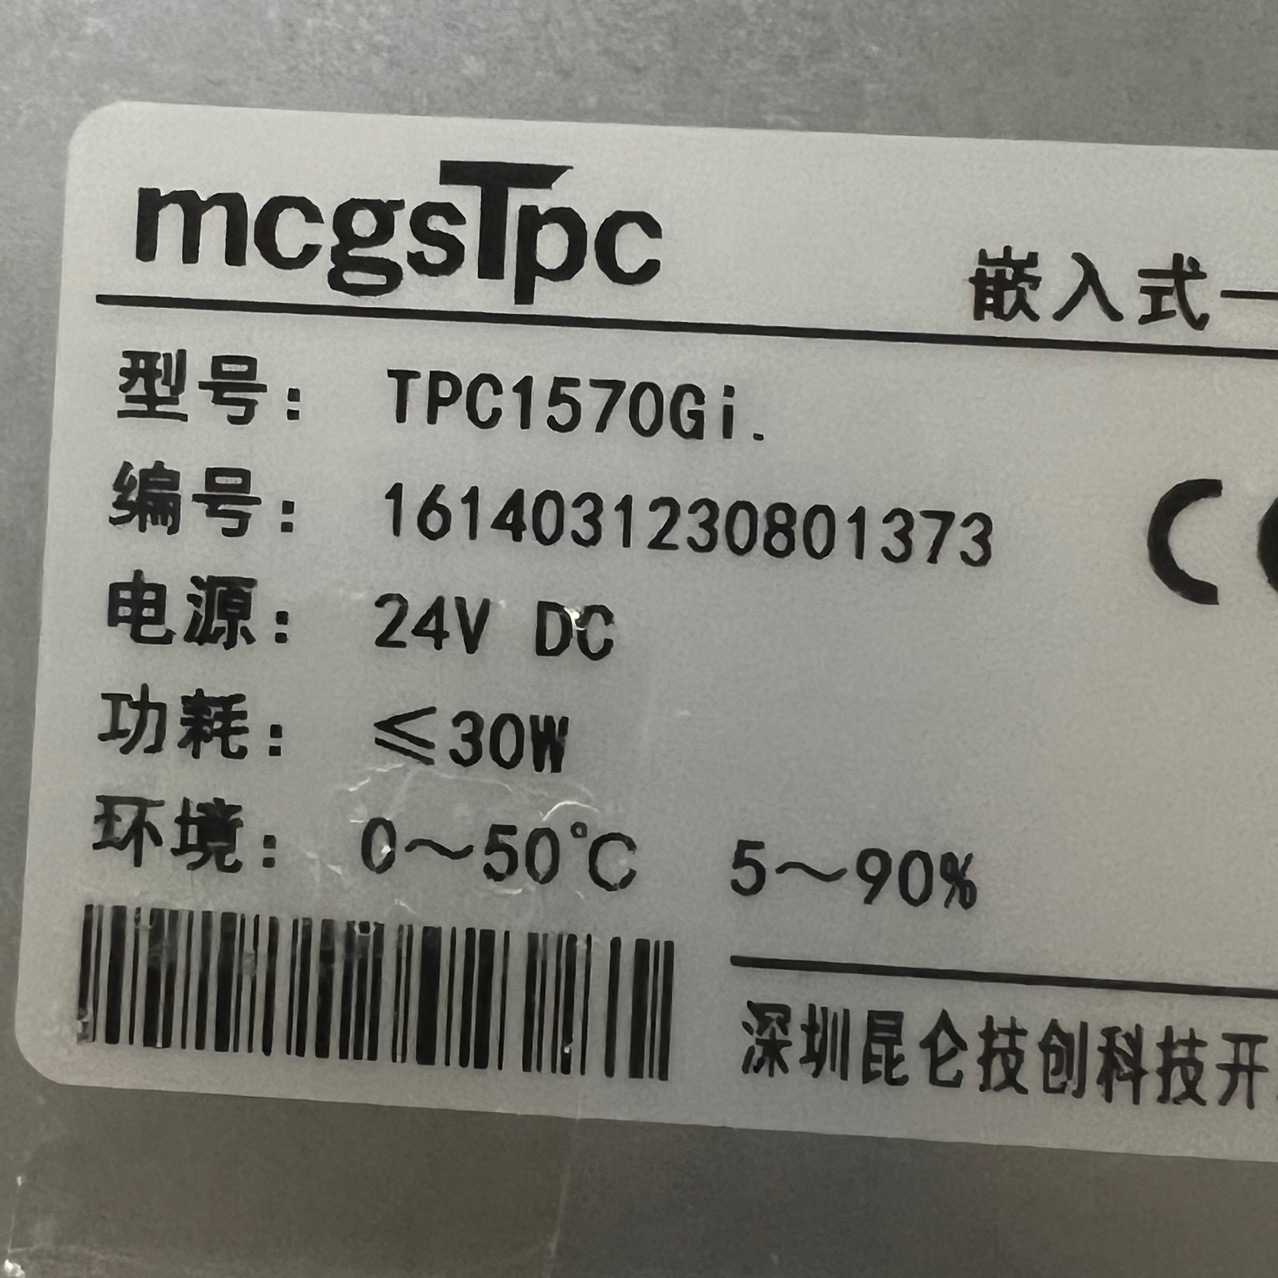 mcgsTpc
嵌入式一
型号： TPC1570Gi.
编号： 1614031230801373
电源： 24V DC
功耗： ≤30W
环境： 0～50℃ 5～90%
CE
深圳昆仑技创科技开